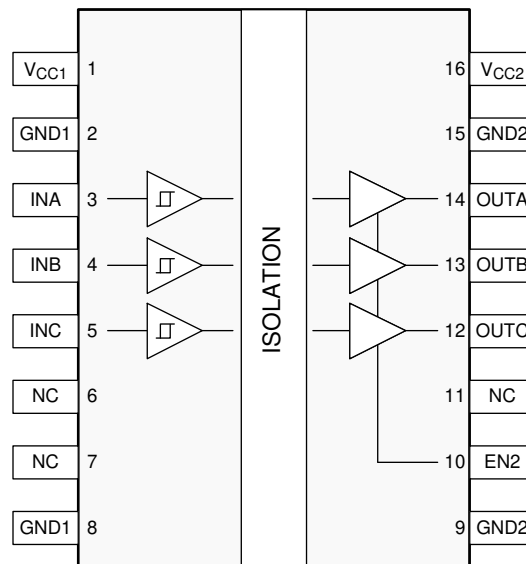 VCC1 1 16 VCC2
GND1 2 15 GND2
INA 3 14 OUTA
INB 4 13 OUTB
INC 5 12 OUTC
NC 6 11 NC
NC 7 10 EN2
GND1 8 9 GND2
ISOLATION